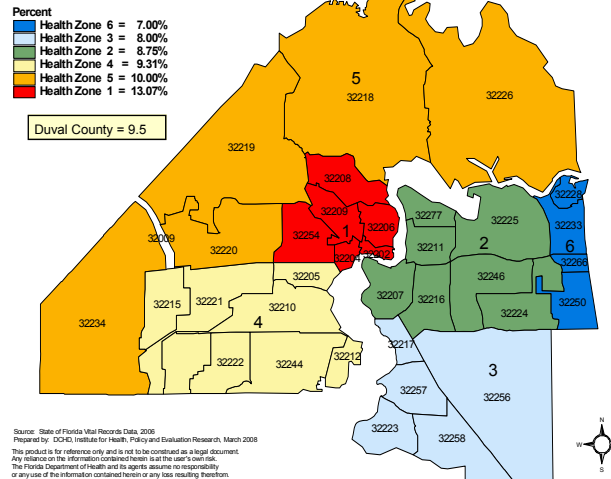 Percent
Health Zone 6 = 7.00%
Health Zone 3 = 8.00%
Health Zone 2 = 8.75%
Health Zone 4 = 9.31%
Health Zone 5 = 10.00%
Health Zone 1 = 13.07%
Duval County = 9.5
5
32218
32226
32219
32208
32228
32209
32277
32225
32233
32206
32009
32254
1
2
6
32220
32211
32204
32202
32266
32205
32246
32215
32221
32210
32207
32216
32250
32234
4
32224
32217
32212
32222
32244
3
32257
32256
32223
32258
N
W
S
Source: State of Florida Vital Records Data, 2006
Prepared by: DCHD, Institute for Health, Policy and Evaluation Research, March 2008
This product is for reference only and is not to be construed as a legal document.
Any reliance on the information contained herein is at the user's own risk.
The Florida Department of Health and its agents assume no responsibility
or any use of the information contained herein or any loss resulting therefrom.